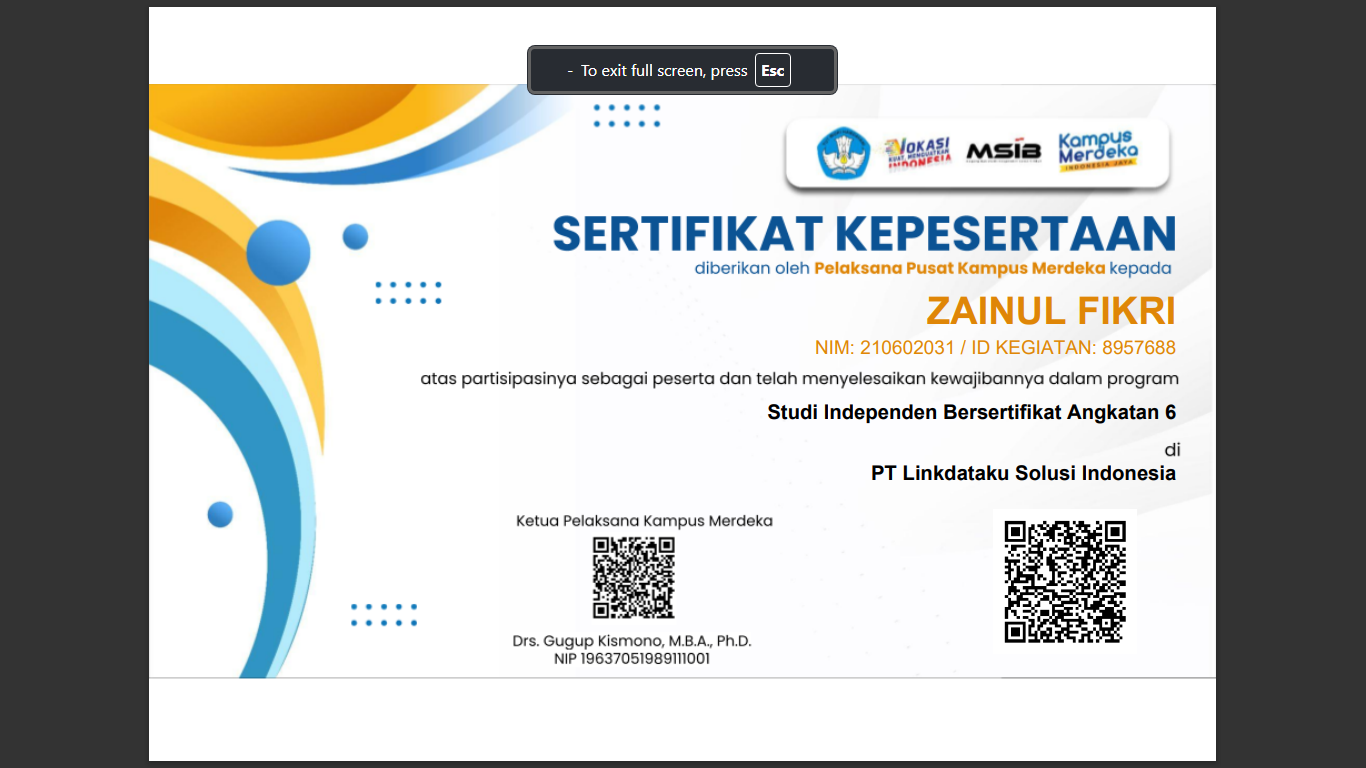 - To exit full screen, press Esc
VOKASI
KUAT, MENGUATKAN
INDONESIA
MSIB
Kampus
Merdeka
INDONESIA JAYA
SERTIFIKAT KEPESERTAAN
diberikan oleh Pelaksana Pusat Kampus Merdeka kepada
ZAINUL FIKRI
NIM: 210602031 / ID KEGIATAN: 8957688
atas partisipasinya sebagai peserta dan telah menyelesaikan kewajibannya dalam program
Studi Independen Bersertifikat Angkatan 6
di
PT Linkdataku Solusi Indonesia
Ketua Pelaksana Kampus Merdeka
Drs. Gugup Kismono, M.B.A., Ph.D.
NIP 19637051989111001